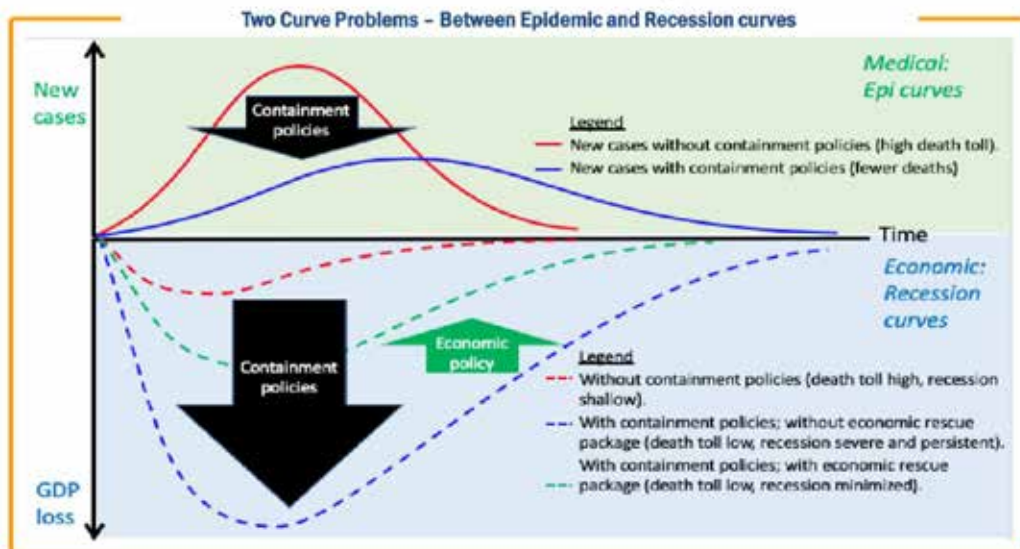 Two Curve Problems – Between Epidemic and Recession curves
New
cases
Medical:
Epi curves
Containment
policies
Legend
New cases without containment policies (high death toll).
New cases with containment policies (fewer deaths)
Time
Economic:
Recession
curves
Containment
policies
Economic
policy
Legend
Without containment policies (death toll high, recession
shallow).
With containment policies; without economic rescue
package (death toll low, recession severe and persistent).
With containment policies; with economic rescue
package (death toll low, recession minimized).
GDP
loss